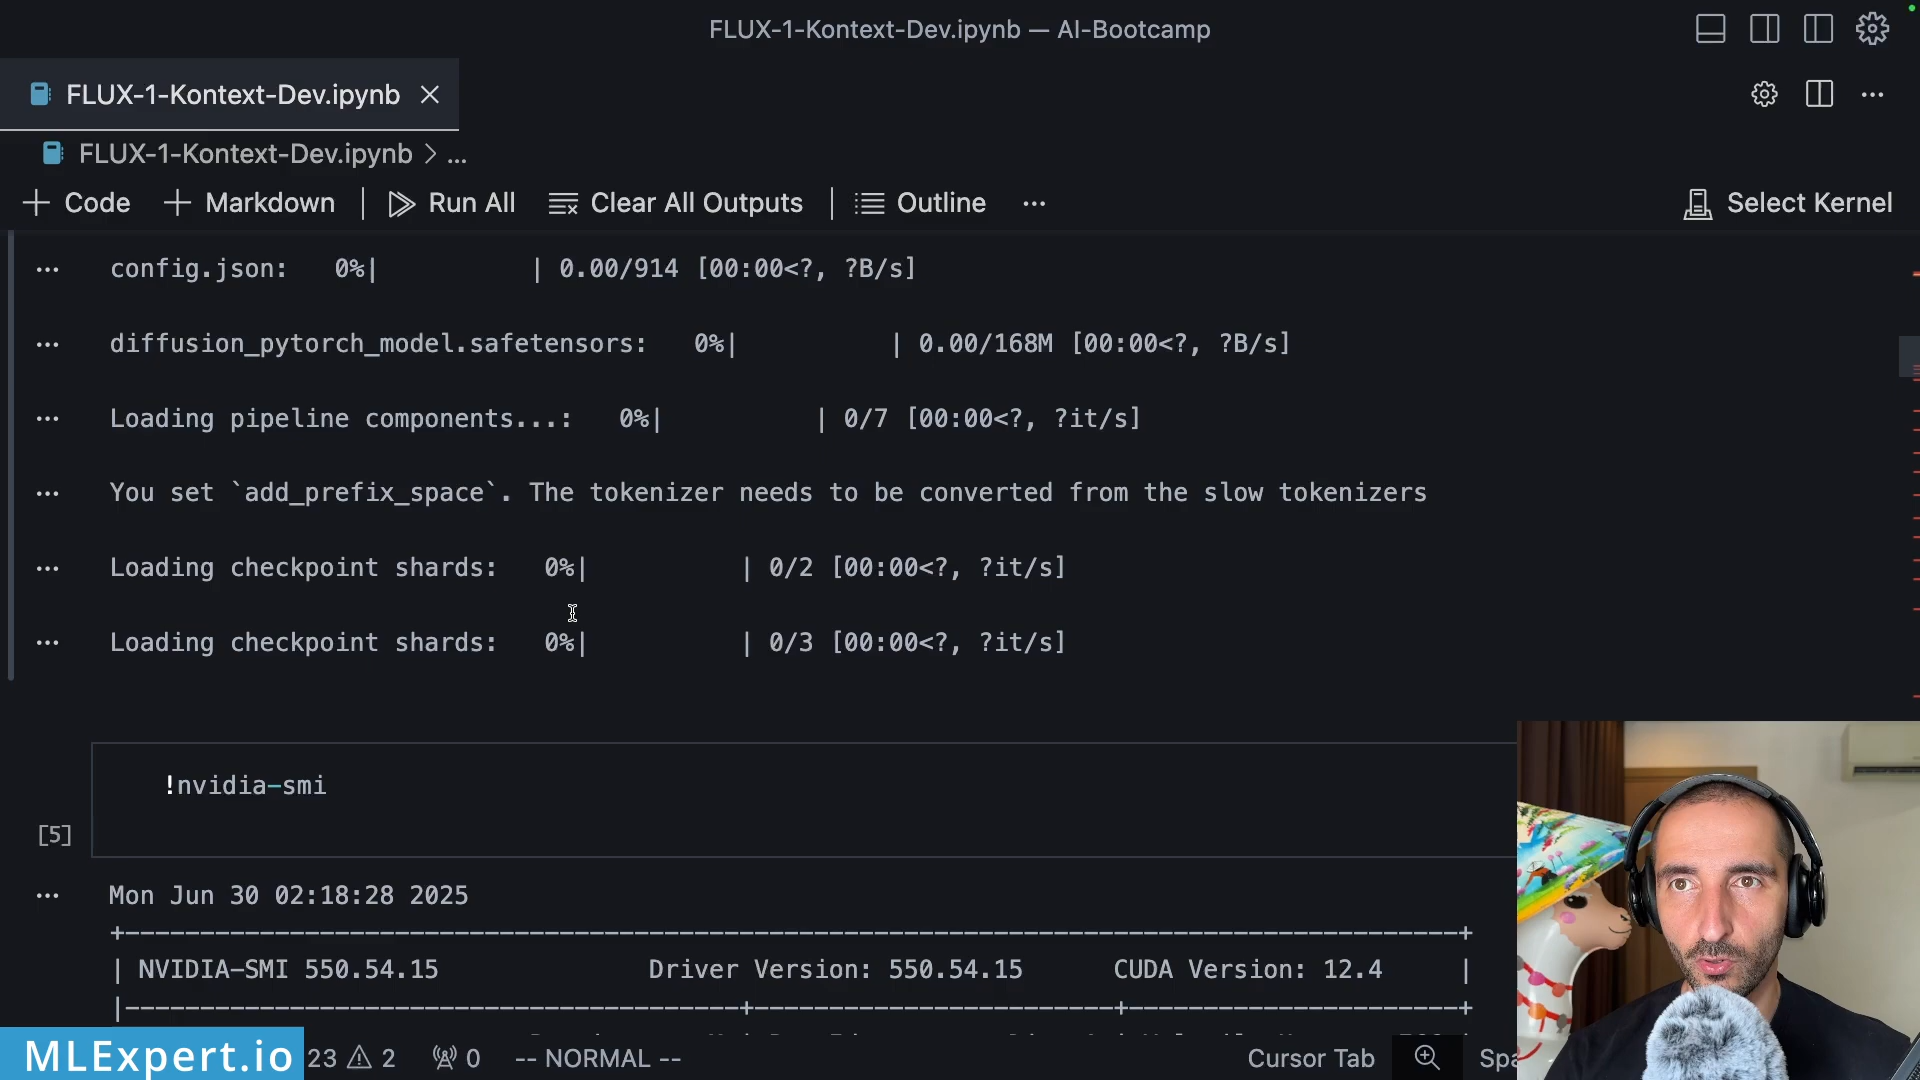 FLUX-1-Kontext-Dev.ipynb — AI-Bootcamp
FLUX-1-Kontext-Dev.ipynb
FLUX-1-Kontext-Dev.ipynb > ...
Code Markdown Run All Clear All Outputs Outline ... Select Kernel
... config.json: 0%| | 0.00/914 [00:00<?, ?B/s]
... diffusion_pytorch_model.safetensors: 0%| | 0.00/168M [00:00<?, ?B/s]
... Loading pipeline components...: 0%| | 0/7 [00:00<?, ?it/s]
... You set `add_prefix_space`. The tokenizer needs to be converted from the slow tokenizers
... Loading checkpoint shards: 0%| | 0/2 [00:00<?, ?it/s]
... Loading checkpoint shards: 0%| | 0/3 [00:00<?, ?it/s]
!nvidia-smi
[5]
... Mon Jun 30 02:18:28 2025
+-----------------------------------------------------------------------------------------+
| NVIDIA-SMI 550.54.15 Driver Version: 550.54.15 CUDA Version: 12.4 |
|-----------------------------------------+------------------------+----------------------+
MLExpert.io 23 2 0 -- NORMAL -- Cursor Tab